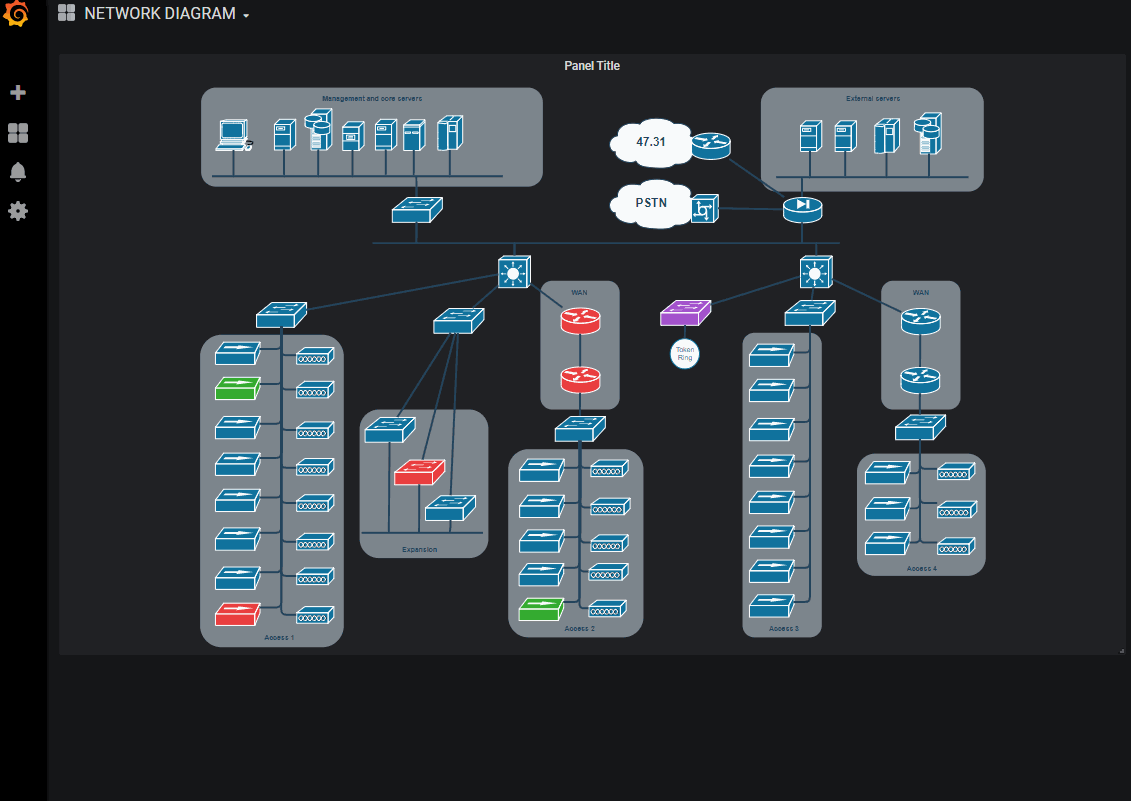 NETWORK DIAGRAM
Panel Title
Management and core servers
External servers
47.31
PSTN
WAN
WAN
Token
Ring
Expansion
Access 1
Access 2
Access 3
Access 4